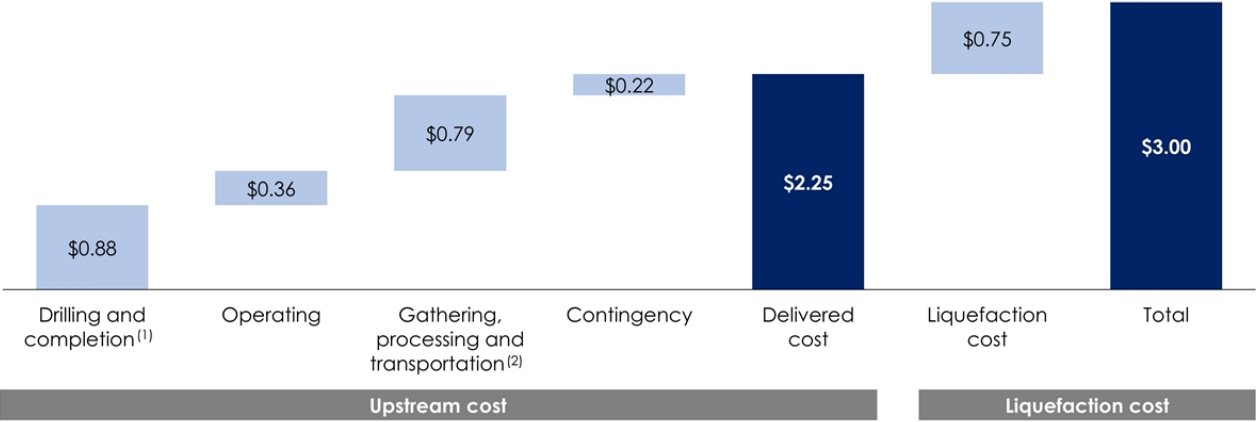 $0.88
$0.36
$0.79
$0.22
$2.25
$0.75
$3.00
Drilling and
completion (1)
Operating
Gathering,
processing and
transportation (2)
Contingency
Delivered
cost
Liquefaction
cost
Total
Upstream cost
Liquefaction cost